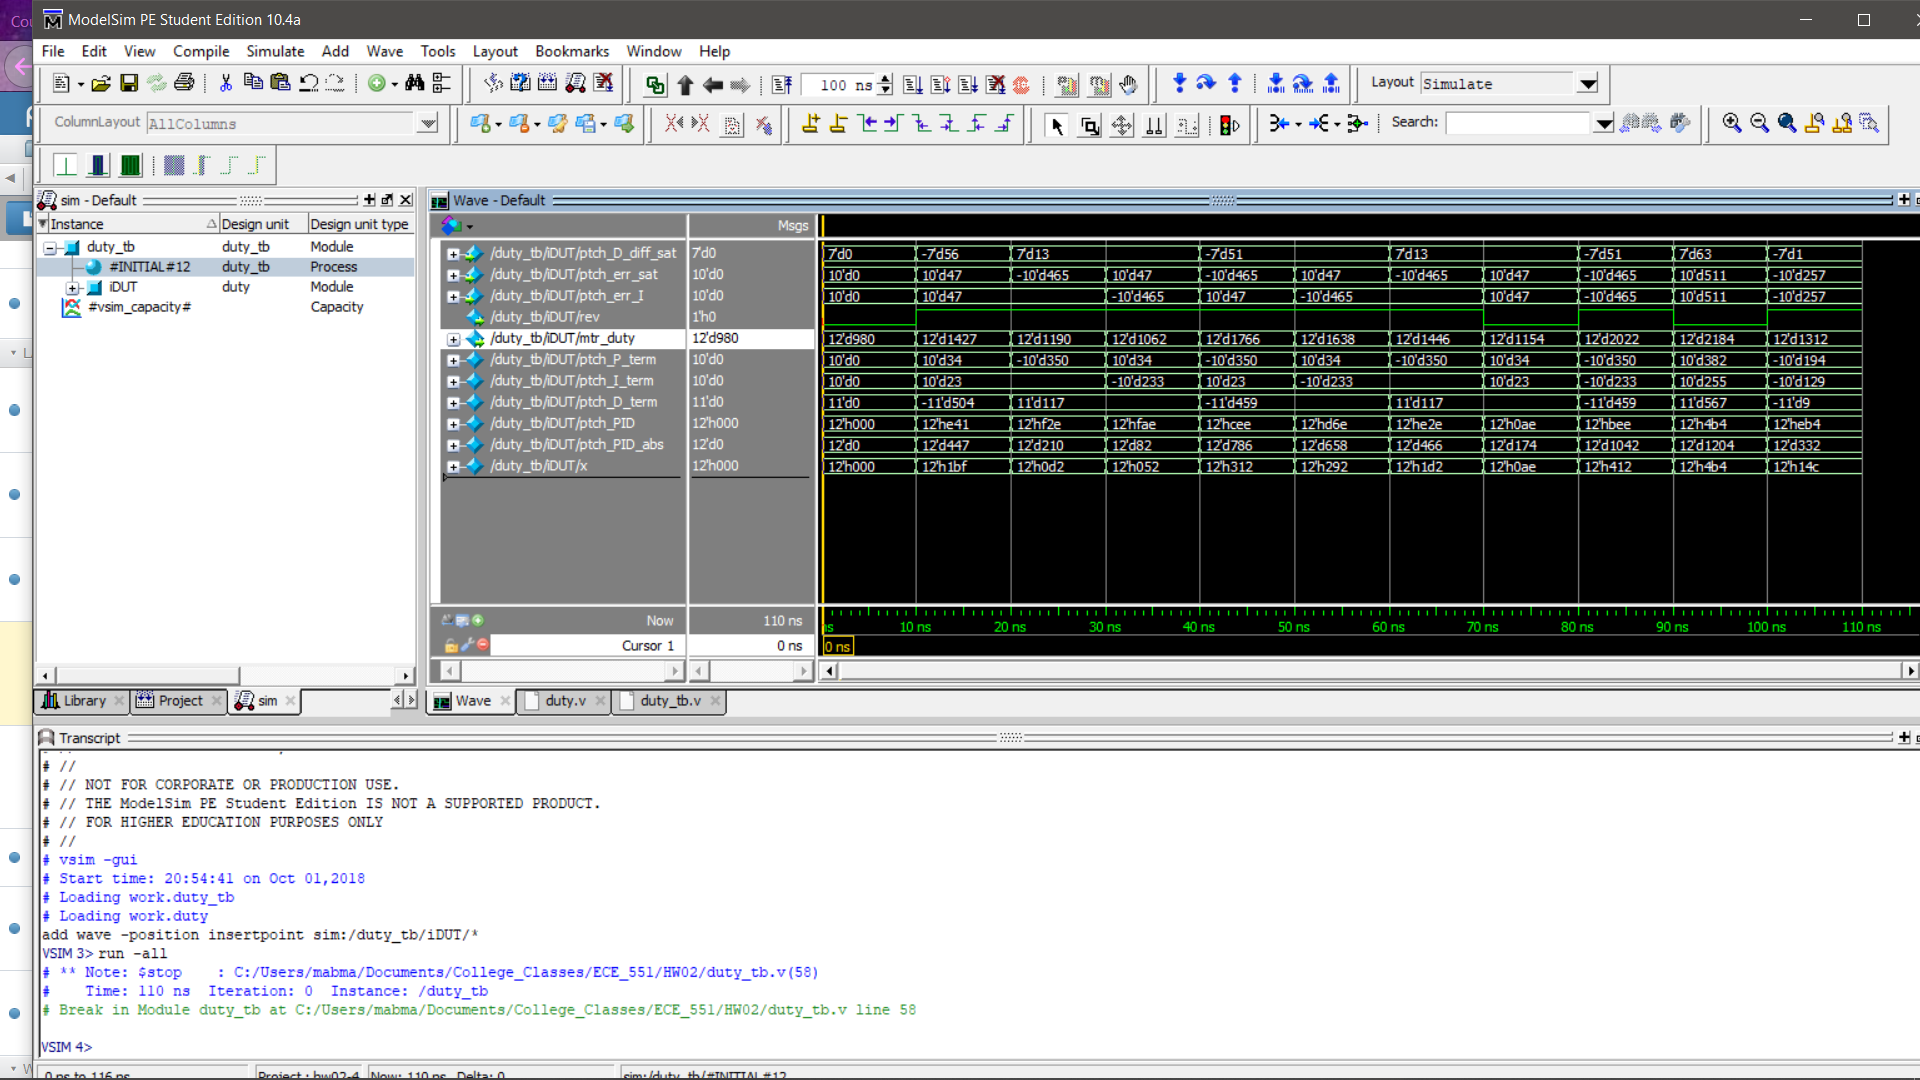 Cou
ModelSim PE Student Edition 10.4a
File Edit View Compile Simulate Add Wave Tools Layout Bookmarks Window Help
100 ns
Layout Simulate
ColumnLayout AllColumns
Search:
sim - Default
Instance Design unit Design unit type
duty_tb duty_tb Module
#INITIAL#12 duty_tb Process
iDUT duty Module
#vsim_capacity# Capacity
Wave - Default
Msgs
/duty_tb/iDUT/ptch_D_diff_sat 7'd0 7'd0 -7'd56 7'd13 -7'd51 7'd13 -7'd51 7'd63 -7'd1
/duty_tb/iDUT/ptch_err_sat 10'd0 10'd0 10'd47 -10'd465 10'd47 -10'd465 10'd47 -10'd465 10'd47 -10'd465 10'd511 -10'd257
/duty_tb/iDUT/ptch_err_I 10'd0 10'd0 10'd47 -10'd465 10'd47 -10'd465 10'd47 -10'd465 10'd511 -10'd257
/duty_tb/iDUT/rev 1'h0
/duty_tb/iDUT/mtr_duty 12'd980 12'd980 12'd1427 12'd1190 12'd1062 12'd1766 12'd1638 12'd1446 12'd1154 12'd2022 12'd2184 12'd1312
/duty_tb/iDUT/ptch_P_term 10'd0 10'd0 10'd34 -10'd350 10'd34 -10'd350 10'd34 -10'd350 10'd34 -10'd350 10'd382 -10'd194
/duty_tb/iDUT/ptch_I_term 10'd0 10'd0 10'd23 -10'd233 10'd23 -10'd233 10'd23 -10'd233 10'd255 -10'd129
/duty_tb/iDUT/ptch_D_term 11'd0 11'd0 -11'd504 11'd117 -11'd459 11'd117 -11'd459 11'd567 -11'd9
/duty_tb/iDUT/ptch_PID 12'h000 12'h000 12'he41 12'hf2e 12'hfae 12'hcee 12'hd6e 12'he2e 12'h0ae 12'hbee 12'h4b4 12'heb4
/duty_tb/iDUT/ptch_PID_abs 12'd0 12'd0 12'd447 12'd210 12'd82 12'd786 12'd658 12'd466 12'd174 12'd1042 12'd1204 12'd332
/duty_tb/iDUT/x 12'h000 12'h000 12'h1bf 12'h0d2 12'h052 12'h312 12'h292 12'h1d2 12'h0ae 12'h412 12'h4b4 12'h14c
Now 110 ns ns 10 ns 20 ns 30 ns 40 ns 50 ns 60 ns 70 ns 80 ns 90 ns 100 ns 110 ns
Cursor 1 0 ns 0 ns
Library Project sim Wave duty.v duty_tb.v
Transcript
# //
# // NOT FOR CORPORATE OR PRODUCTION USE.
# // THE ModelSim PE Student Edition IS NOT A SUPPORTED PRODUCT.
# // FOR HIGHER EDUCATION PURPOSES ONLY
# //
# vsim -gui
# Start time: 20:54:41 on Oct 01,2018
# Loading work.duty_tb
# Loading work.duty
add wave -position insertpoint sim:/duty_tb/iDUT/*
VSIM 3> run -all
# ** Note: $stop : C:/Users/mabma/Documents/College_Classes/ECE_551/HW02/duty_tb.v(58)
# Time: 110 ns Iteration: 0 Instance: /duty_tb
# Break in Module duty_tb at C:/Users/mabma/Documents/College_Classes/ECE_551/HW02/duty_tb.v line 58
VSIM 4>
0 ns to 116 ns Project : hw02-4 Now: 110 ns Delta: 0 sim:/duty_tb/#INITIAL#12